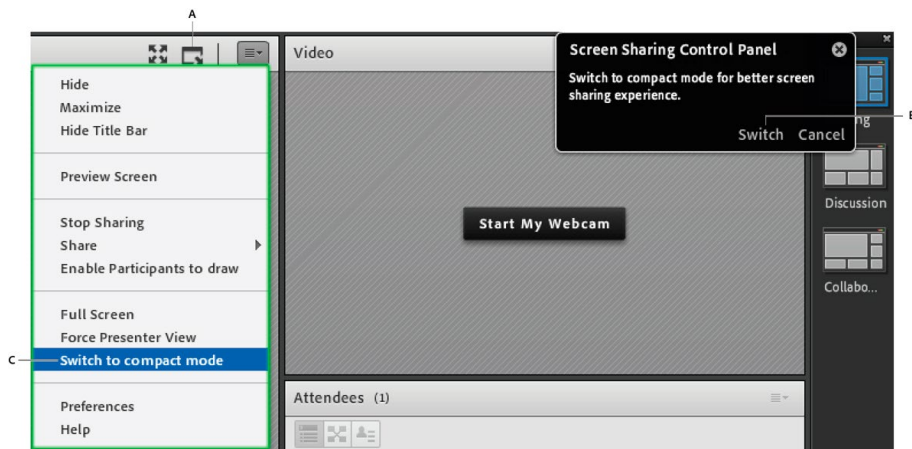 A
Video
Hide
Maximize
Hide Title Bar
Preview Screen
Stop Sharing
Share
Enable Participants to draw
Full Screen
Force Presenter View
C
Switch to compact mode
Preferences
Help
Start My Webcam
Attendees (1)
Screen Sharing Control Panel
Switch to compact mode for better screen
sharing experience.
Switch Cancel
Discussion
Collabo...